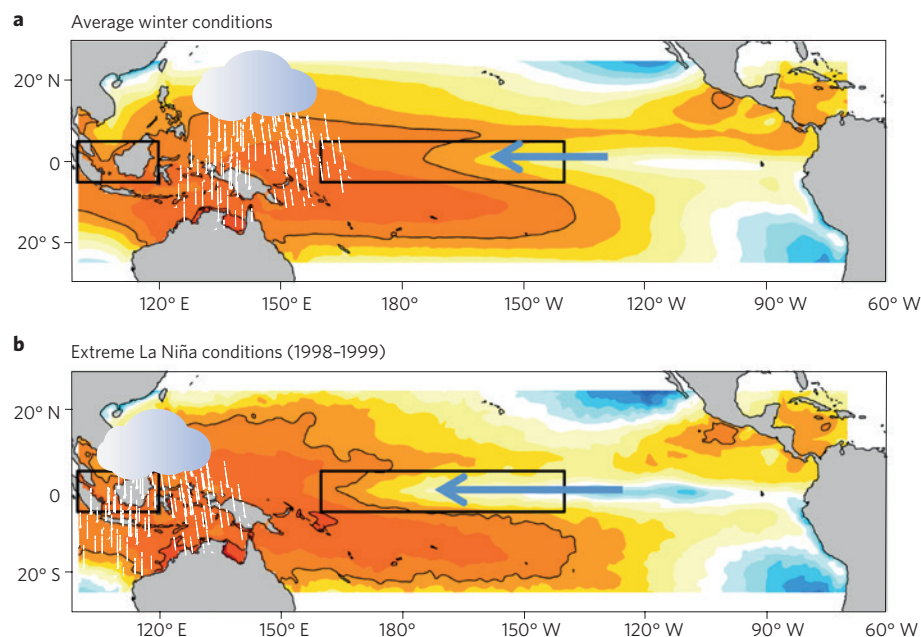 a Average winter conditions
20° N
0
20° S
120° E 150° E 180° 150° W 120° W 90° W 60° W
b Extreme La Niña conditions (1998–1999)
20° N
0
20° S
120° E 150° E 180° 150° W 120° W 90° W 60° W